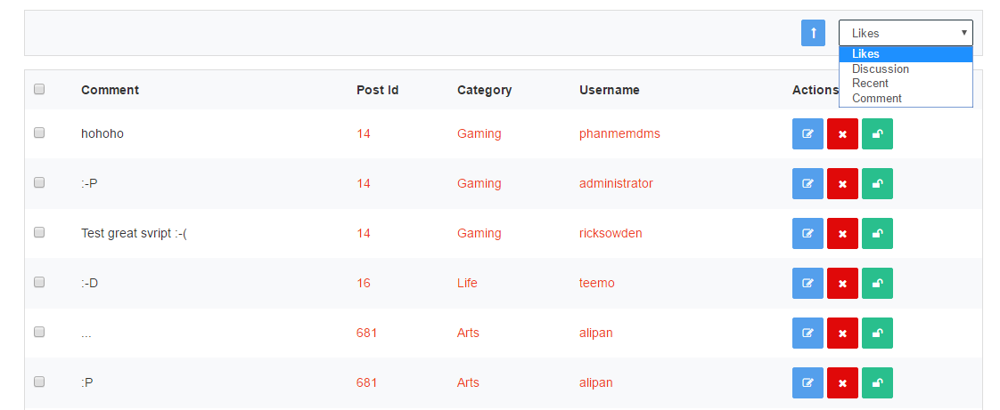 Likes
Likes
Discussion
Recent
Comment
Comment Post Id Category Username Actions
hohoho 14 Gaming phanmemdms
:-P 14 Gaming administrator
Test great svript :-( 14 Gaming ricksowden
:-D 16 Life teemo
... 681 Arts alipan
:P 681 Arts alipan